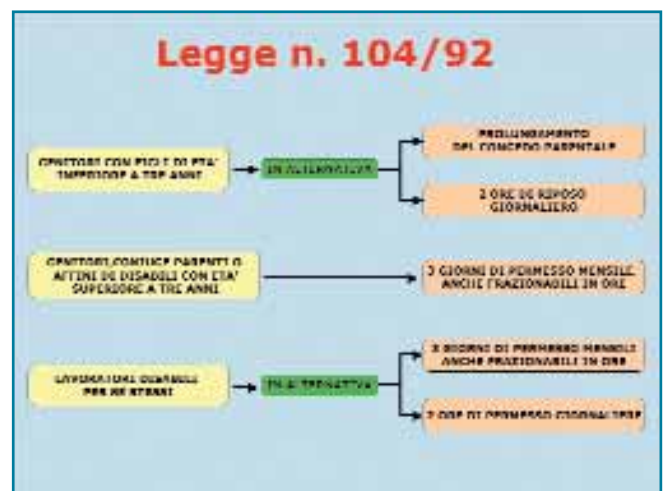 Legge n. 104/92
GENITORI CON FIGLI DI ETA'
INFERIORE A TRE ANNI
IN ALTERNATIVA
PROLUNGAMENTO
DEL CONGEDO PARENTALE
2 ORE DI RIPOSO
GIORNALIERO
GENITORI, CONIUGE PARENTI O
AFFINI DI DISABILI CON ETA'
SUPERIORE A TRE ANNI
3 GIORNI DI PERMESSO MENSILE
ANCHE FRAZIONABILI IN ORE
LAVORATORI DISABILI
PER SE STESSI
IN ALTERNATIVA
3 GIORNI DI PERMESSO MENSILI
ANCHE FRAZIONABILI IN ORE
2 ORE DI PERMESSO GIORNALIERE